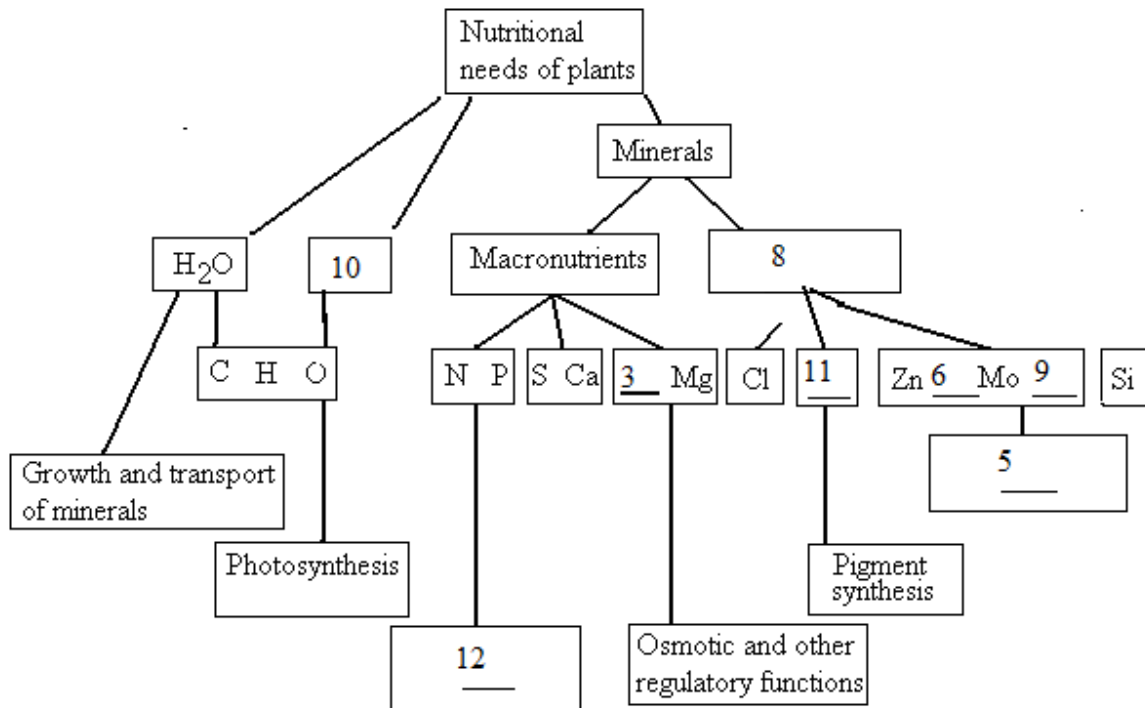 Nutritional
needs of plants
Minerals
H₂O
10
Macronutrients
8
C H O
N P
S Ca
3 Mg
Cl
11
Zn 6 Mo 9
Si
Growth and transport
of minerals
5
Photosynthesis
Pigment
synthesis
12
Osmotic and other
regulatory functions